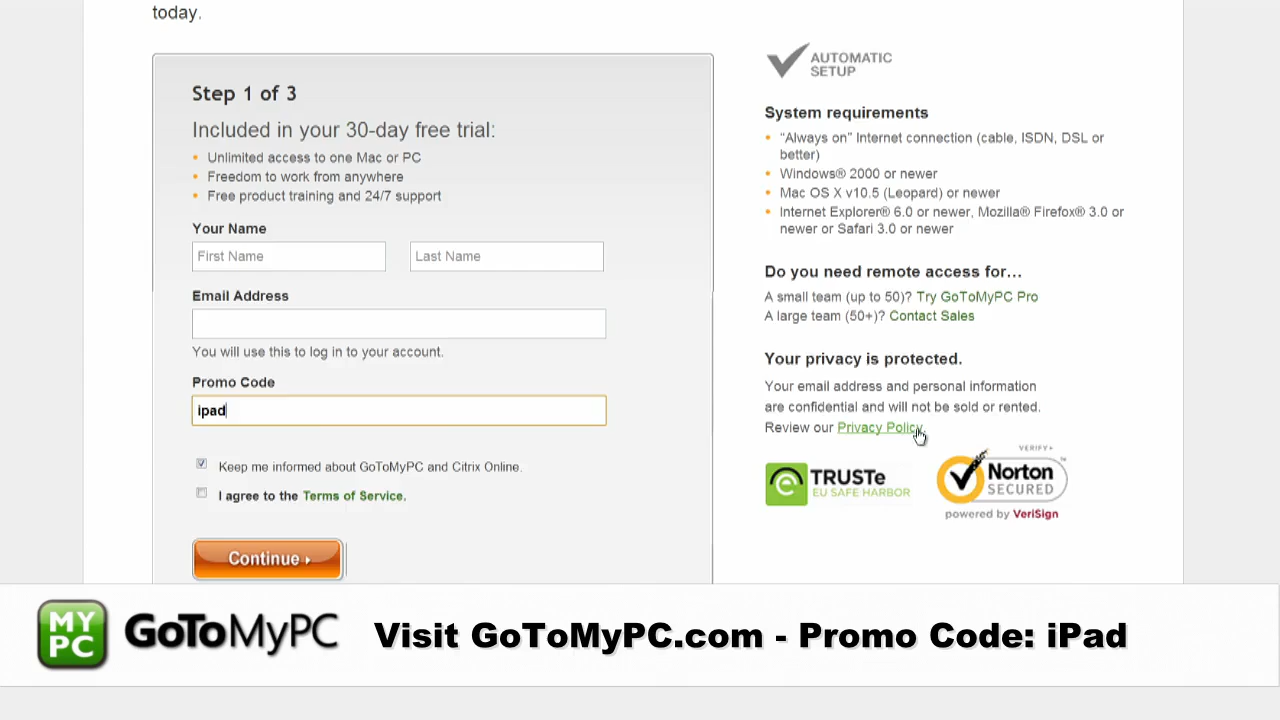 today.
Step 1 of 3
Included in your 30-day free trial:
Unlimited access to one Mac or PC
Freedom to work from anywhere
Free product training and 24/7 support
Your Name
First Name
Last Name
Email Address
You will use this to log in to your account.
Promo Code
ipad
Keep me informed about GoToMyPC and Citrix Online.
I agree to the Terms of Service.
Continue
AUTOMATIC
SETUP
System requirements
“Always on” Internet connection (cable, ISDN, DSL or
better)
Windows® 2000 or newer
Mac OS X v10.5 (Leopard) or newer
Internet Explorer® 6.0 or newer, Mozilla® Firefox® 3.0 or
newer or Safari 3.0 or newer
Do you need remote access for…
A small team (up to 50)? Try GoToMyPC Pro
A large team (50+)? Contact Sales
Your privacy is protected.
Your email address and personal information
are confidential and will not be sold or rented.
Review our Privacy Policy.
TRUSTe
EU SAFE HARBOR
VERIFY+
Norton™
SECURED
powered by VeriSign
MY
PC
GoToMyPC
Visit GoToMyPC.com - Promo Code: iPad